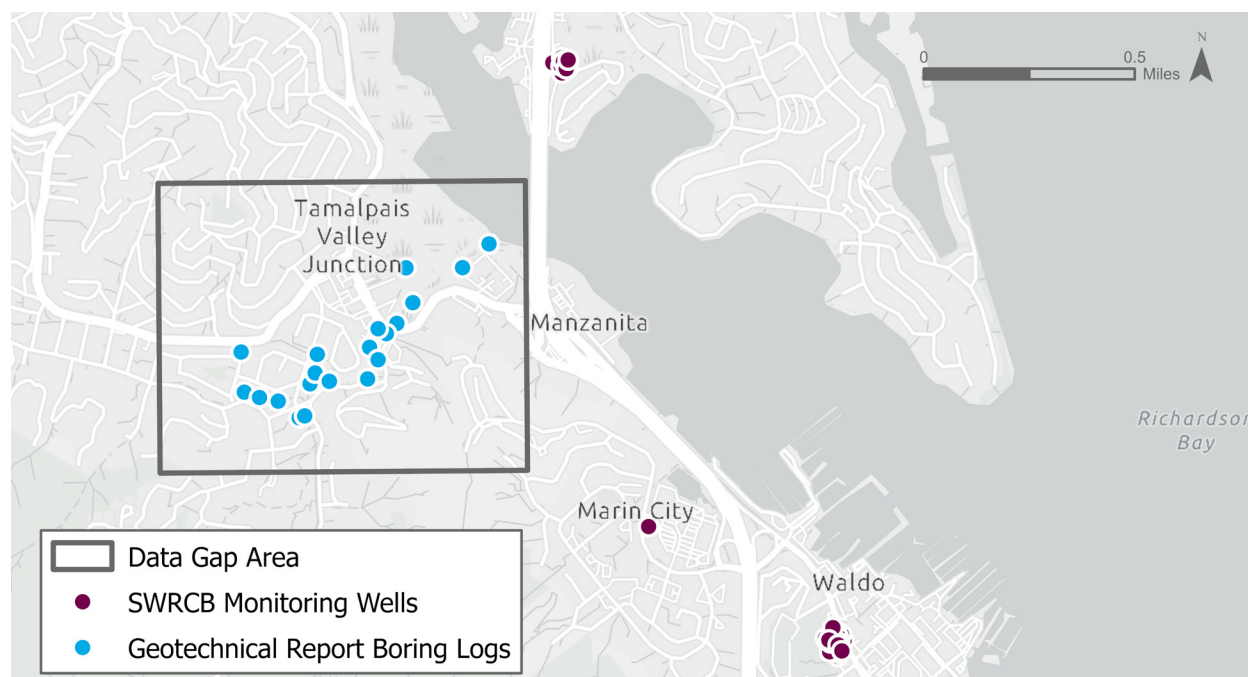 N
0
0.5
Miles
Tamalpais
Valley
Junction
Manzanita
Richardson
Bay
Marin City
Waldo
Data Gap Area
SWRCB Monitoring Wells
Geotechnical Report Boring Logs